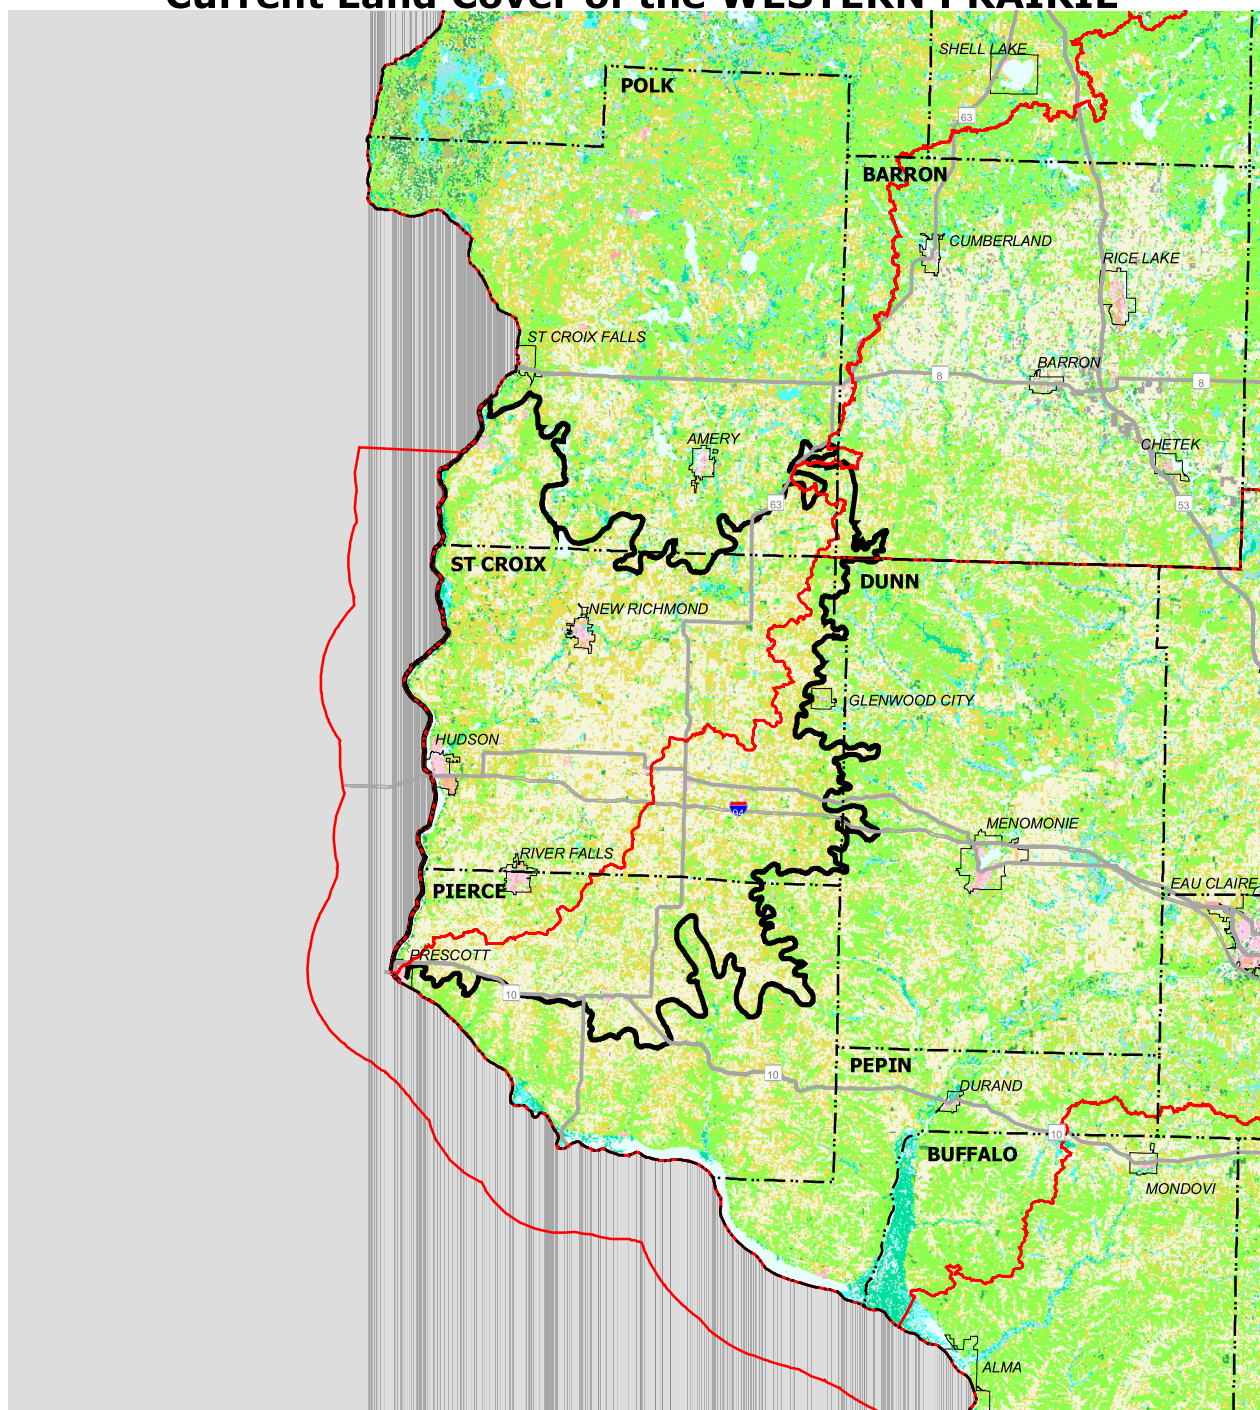 Current Land Cover of the WESTERN PRAIRIE
SHELL LAKE
POLK
63
BARRON
CUMBERLAND
RICE LAKE
ST CROIX FALLS
BARRON
8
8
AMERY
CHETEK
63
53
ST CROIX
DUNN
NEW RICHMOND
GLENWOOD CITY
HUDSON
94
MENOMONIE
RIVER FALLS
EAU CLAIRE
PIERCE
PRESCOTT
10
PEPIN
10
DURAND
10
BUFFALO
MONDOVI
ALMA